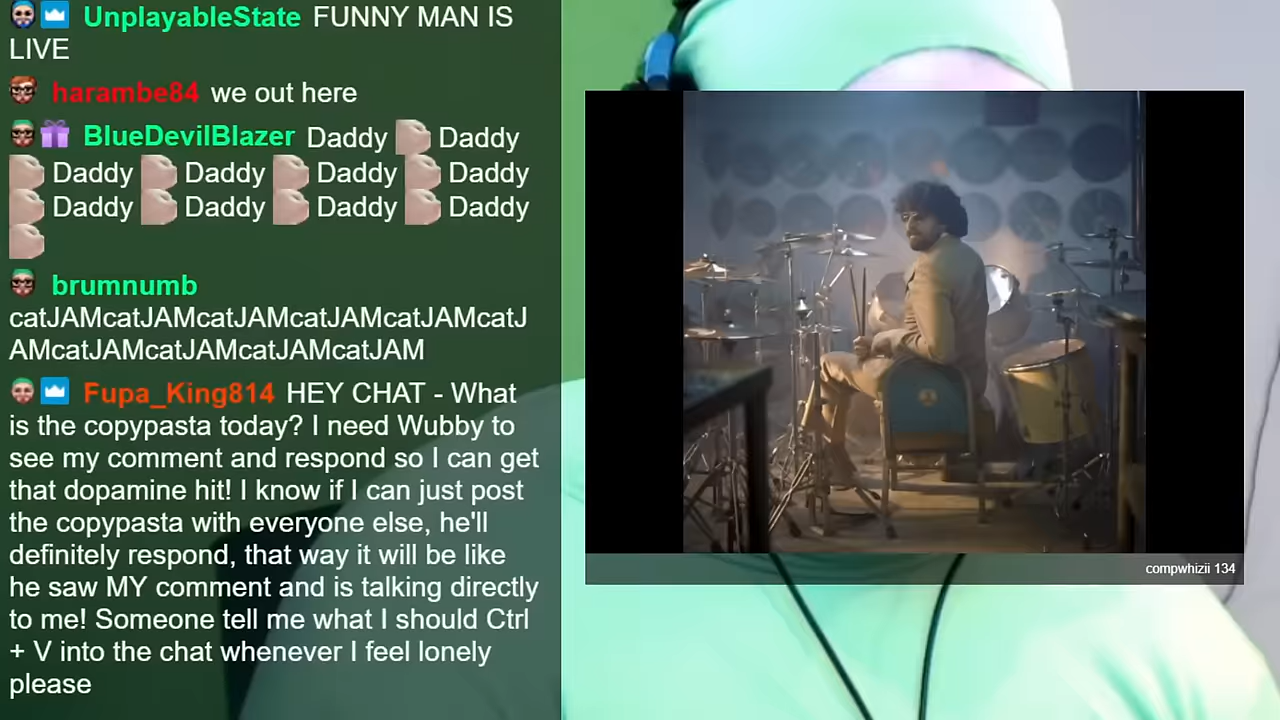 UnplayableState FUNNY MAN IS
LIVE
harambe84 we out here
BlueDevilBlazer Daddy Daddy
Daddy Daddy Daddy Daddy
Daddy Daddy Daddy Daddy
brumnumb
catJAMcatJAMcatJAMcatJAMcatJAMcatJ
AMcatJAMcatJAMcatJAMcatJAM
Fupa_King814 HEY CHAT - What
is the copypasta today? I need Wubby to
see my comment and respond so I can get
that dopamine hit! I know if I can just post
the copypasta with everyone else, he'll
definitely respond, that way it will be like
he saw MY comment and is talking directly
to me! Someone tell me what I should Ctrl
+ V into the chat whenever I feel lonely
please
compwhizii 134